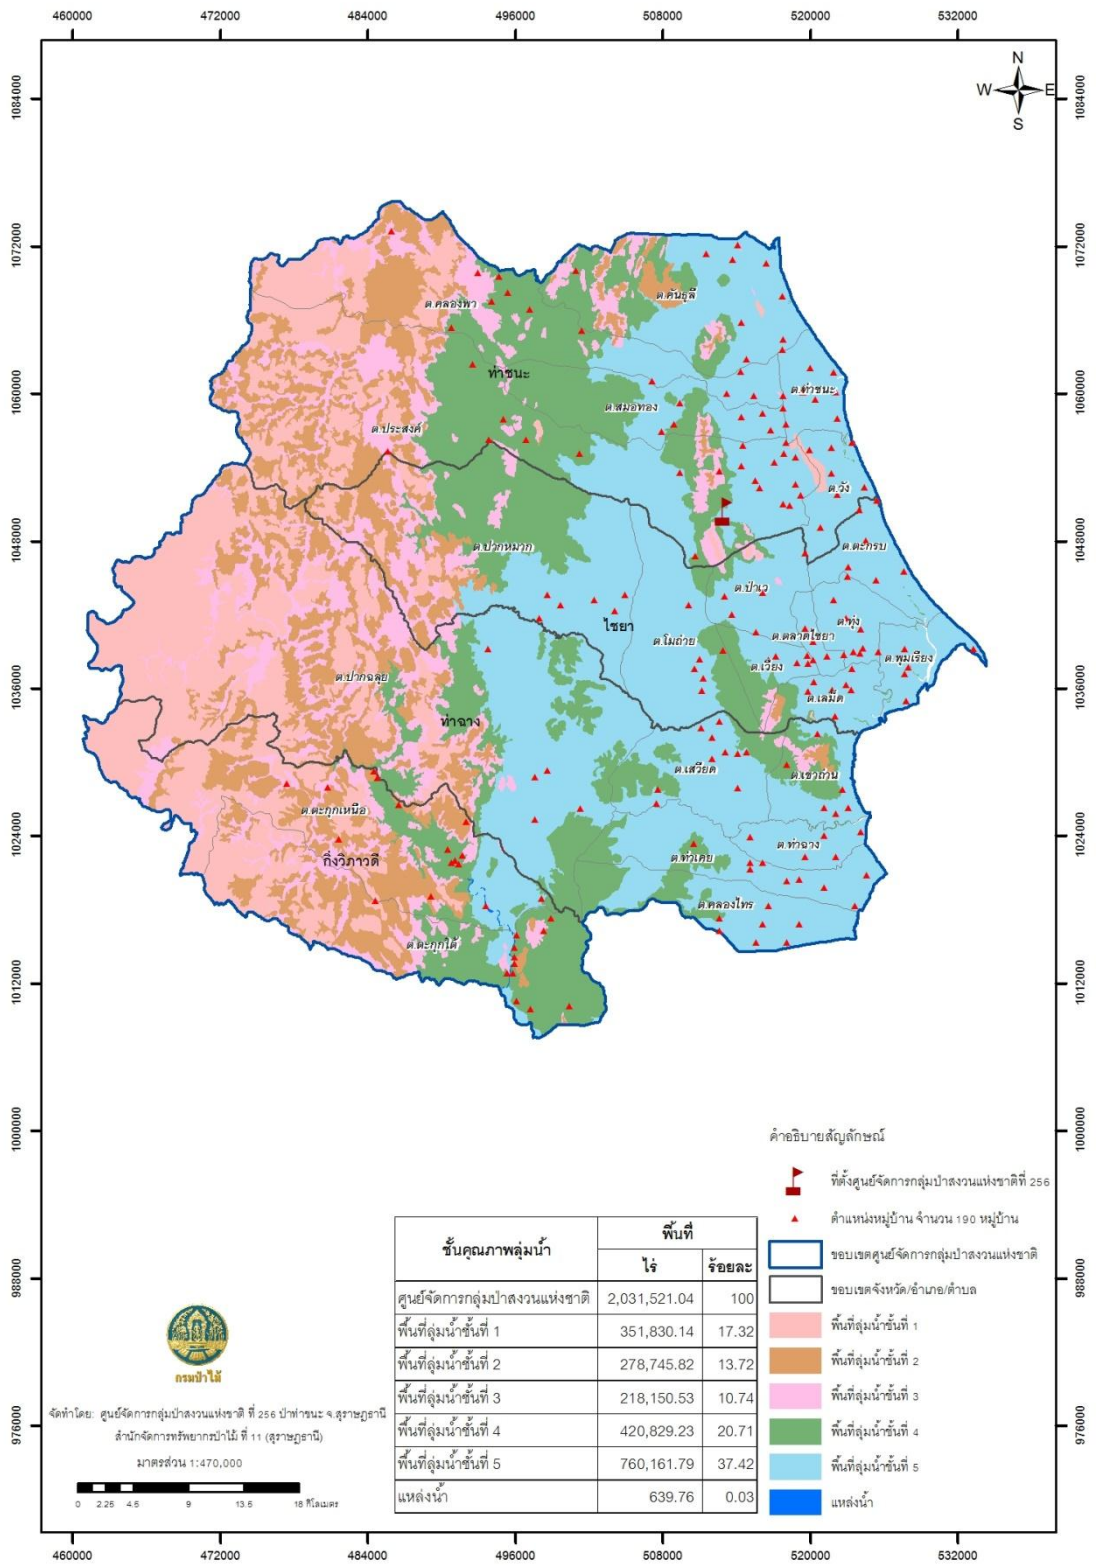 460000 472000 484000 496000 508000 520000 532000
N
W E
S
1084000 1084000
1072000 1072000
ต.คลองพา
ต.คันธุลี
ท่าชนะ
1060000 1060000
ต.ท่าชนะ
ต.สมอทอง
ต.ประสงค์
ต.วัง
1048000 1048000
ต.ปากหมาก
ต.ตะกรบ
ต.ป่าเว
ไชยา
ต.ทุ่ง
ต.ตลาดไชยา
ต.โมถ่าย
ต.เวียง
ต.พุมเรียง
1036000 1036000
ต.ปากฉลุย
ต.เลม็ด
ท่าฉาง
ต.เสวียด
ต.เขาถ่าน
ต.ตะกุกเหนือ
1024000 1024000
ต.ท่าฉาง
กิ่งวิภาวดี
ต.ท่าเคย
ต.คลองไทร
ต.ตะกุกใต้
1012000 1012000
1000000 1000000
988000 988000
976000 976000
คำอธิบายสัญลักษณ์
ที่ตั้งศูนย์จัดการกลุ่มป่าสงวนแห่งชาติที่ 256
ตำแหน่งหมู่บ้าน จำนวน 190 หมู่บ้าน
ขอบเขตศูนย์จัดการกลุ่มป่าสงวนแห่งชาติ
ขอบเขตจังหวัด/อำเภอ/ตำบล
พื้นที่ลุ่มน้ำชั้นที่ 1
พื้นที่ลุ่มน้ำชั้นที่ 2
พื้นที่ลุ่มน้ำชั้นที่ 3
พื้นที่ลุ่มน้ำชั้นที่ 4
พื้นที่ลุ่มน้ำชั้นที่ 5
แหล่งน้ำ
ชั้นคุณภาพลุ่มน้ำ พื้นที่
ไร่ ร้อยละ
ศูนย์จัดการกลุ่มป่าสงวนแห่งชาติ 2,031,521.04 100
พื้นที่ลุ่มน้ำชั้นที่ 1 351,830.14 17.32
พื้นที่ลุ่มน้ำชั้นที่ 2 278,745.82 13.72
พื้นที่ลุ่มน้ำชั้นที่ 3 218,150.53 10.74
พื้นที่ลุ่มน้ำชั้นที่ 4 420,829.23 20.71
พื้นที่ลุ่มน้ำชั้นที่ 5 760,161.79 37.42
แหล่งน้ำ 639.76 0.03
กรมป่าไม้
จัดทำโดย: ศูนย์จัดการกลุ่มป่าสงวนแห่งชาติ ที่ 256 ป่าท่าชนะ จ.สุราษฎรธานี
สำนักจัดการทรัพยากรป่าไม้ ที่ 11 (สุราษฎรธานี)
มาตรส่วน 1:470,000
0 2.25 4.5 9 13.5 18 กิโลเมตร
460000 472000 484000 496000 508000 520000 532000